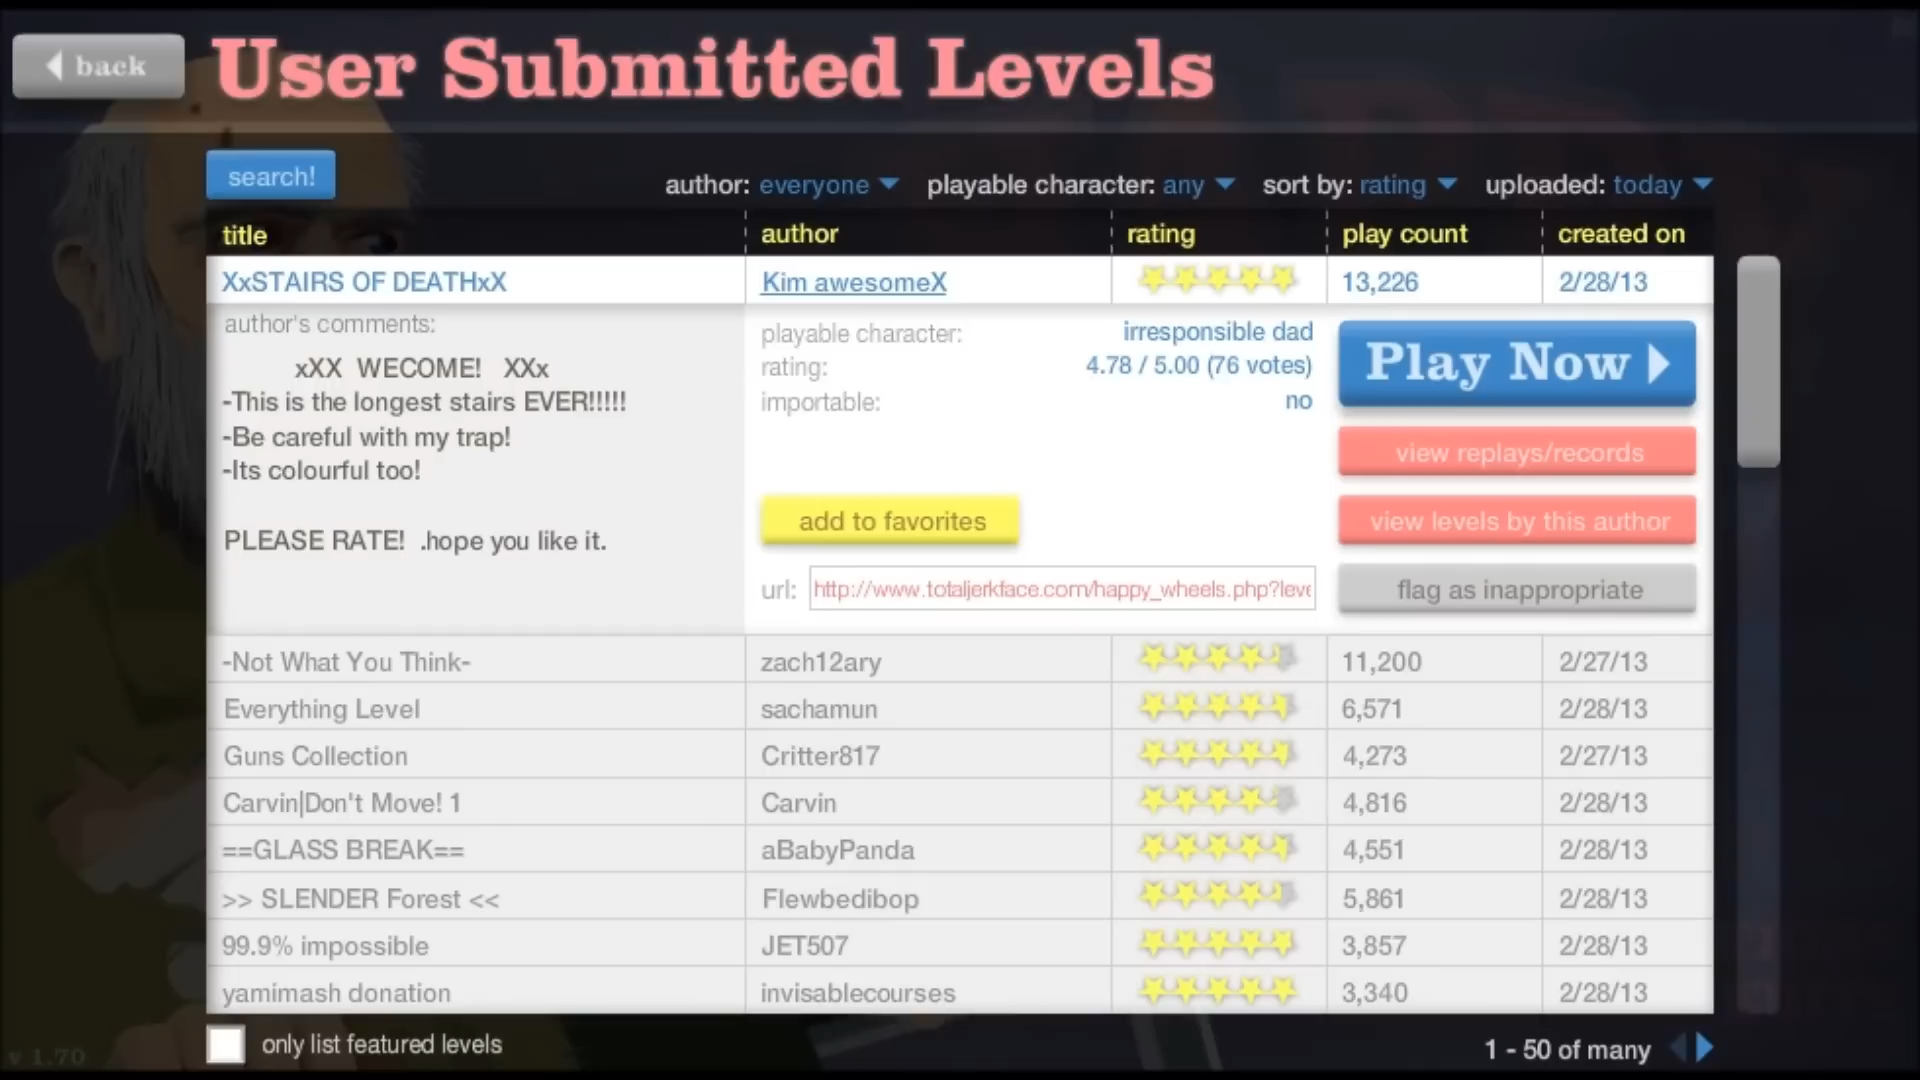 back
User Submitted Levels
search!
author: everyone playable character: any sort by: rating uploaded: today
title author rating play count created on
XxSTAIRS OF DEATHxX Kim awesomeX 13,226 2/28/13
author's comments:
xXX WECOME! XXx
-This is the longest stairs EVER!!!!!
-Be careful with my trap!
-Its colourful too!
PLEASE RATE! .hope you like it.
playable character: irresponsible dad
rating: 4.78 / 5.00 (76 votes)
importable: no
add to favorites
url: http://www.totaljerkface.com/happy_wheels.php?leve
Play Now
view replays/records
view levels by this author
flag as inappropriate
-Not What You Think- zach12ary 11,200 2/27/13
Everything Level sachamun 6,571 2/28/13
Guns Collection Critter817 4,273 2/27/13
Carvin|Don't Move! 1 Carvin 4,816 2/28/13
==GLASS BREAK== aBabyPanda 4,551 2/28/13
>> SLENDER Forest << Flewbedibop 5,861 2/28/13
99.9% impossible JET507 3,857 2/28/13
yamimash donation invisablecourses 3,340 2/28/13
only list featured levels
1 - 50 of many
v 1.70